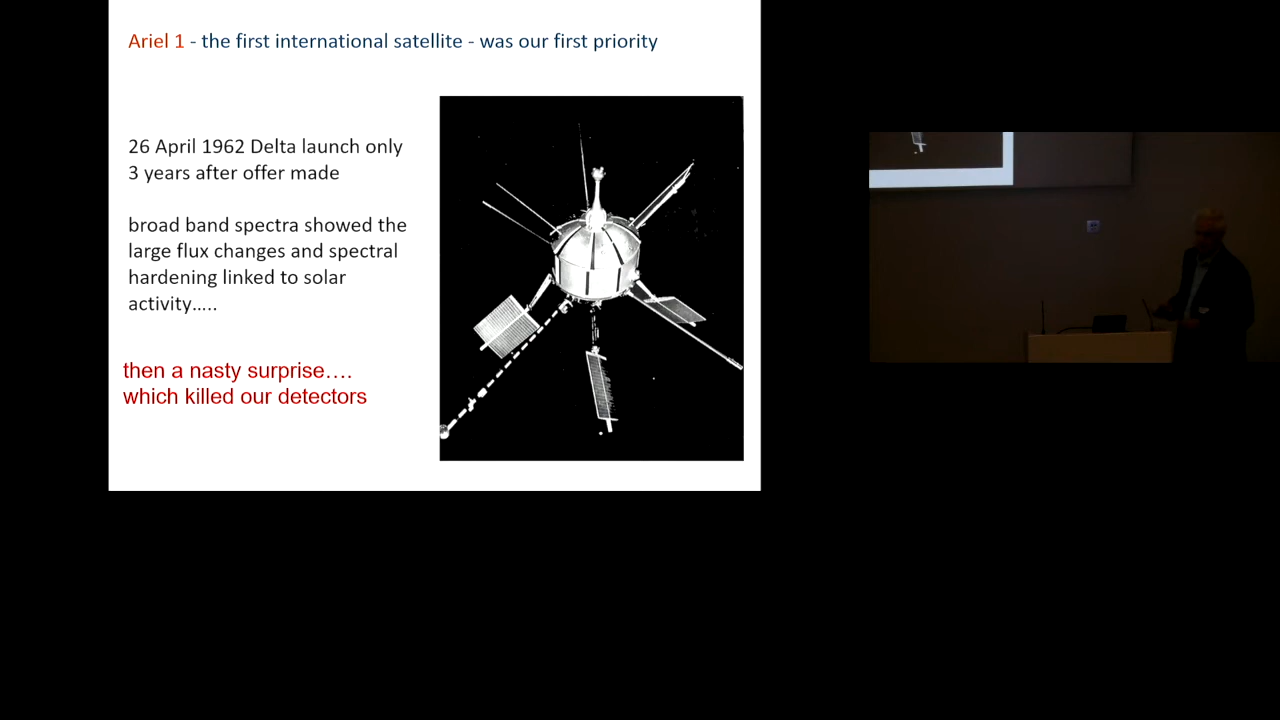 Ariel 1 - the first international satellite - was our first priority
26 April 1962 Delta launch only
3 years after offer made
broad band spectra showed the
large flux changes and spectral
hardening linked to solar
activity.....
then a nasty surprise….
which killed our detectors